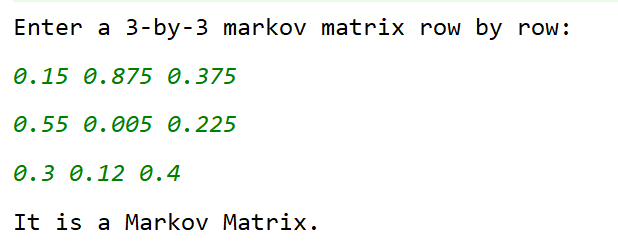 Enter a 3-by-3 markov matrix row by row:
0.15 0.875 0.375
0.55 0.005 0.225
0.3 0.12 0.4
It is a Markov Matrix.